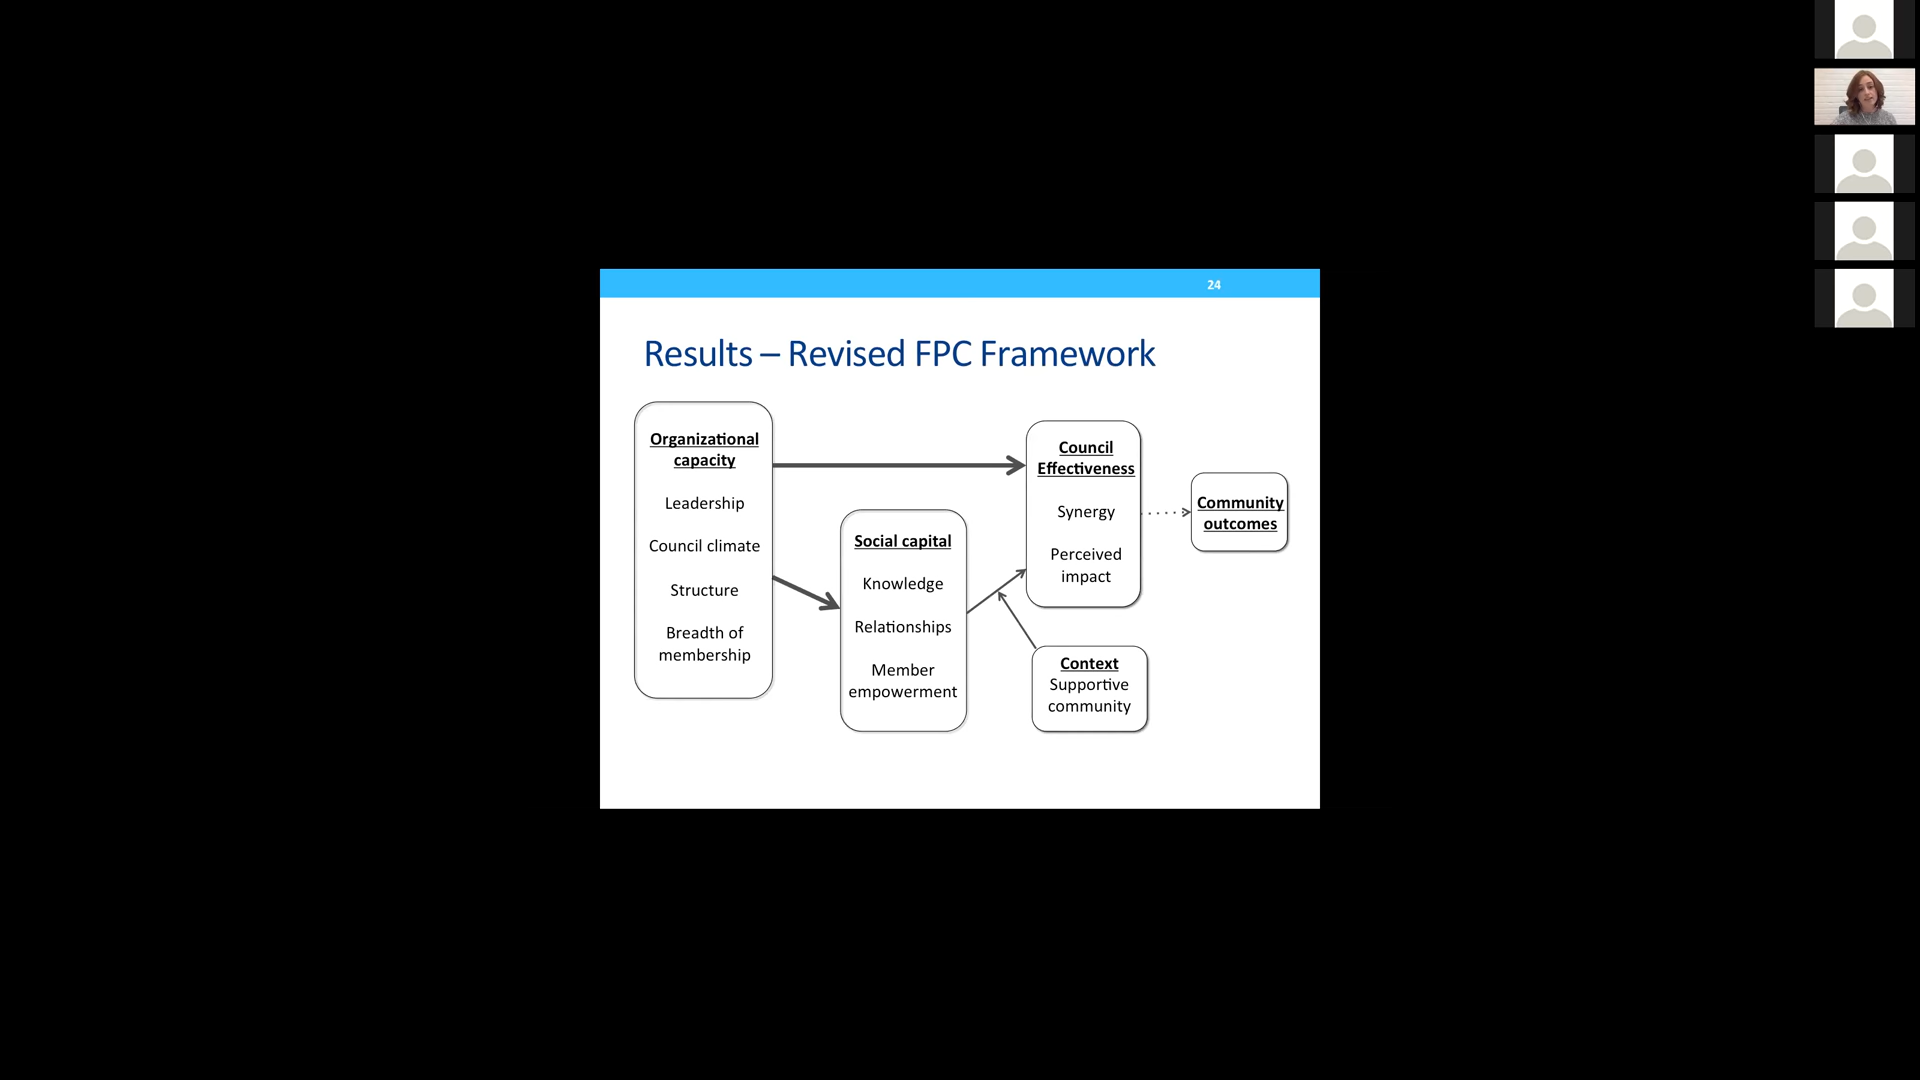 24
Results – Revised FPC Framework
Organizational
capacity
Leadership
Council climate
Structure
Breadth of
membership
Social capital
Knowledge
Relationships
Member
empowerment
Council
Effectiveness
Synergy
Perceived
impact
Context
Supportive
community
Community
outcomes